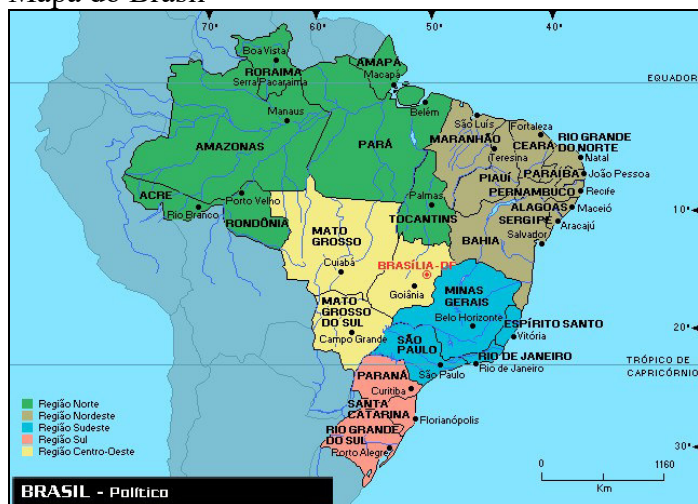 Mapa do Brasil
70° 60° 50° 40°
Boa Vista
RORAIMA
Serra Pacaraima
AMAPÁ
Macapá
EQUADOR
Manaus
Belém
São Luís
Fortaleza
AMAZONAS
PARÁ
MARANHÃO
CEARÁ
RIO GRANDE
DO NORTE
Teresina
Natal
PIAUÍ
PARAÍBA
João Pessoa
ACRE
Porto Velho
Palmas
PERNAMBUCO
Recife
Rio Branco
RONDÔNIA
TOCANTINS
ALAGOAS
Maceió
10°
SERGIPE
Aracajú
MATO
GROSSO
BAHIA
Salvador
Cuiabá
BRASÍLIA-DF
Goiânia
MINAS
GERAIS
MATO
GROSSO
DO SUL
Campo Grande
Belo Horizonte
ESPÍRITO SANTO
Vitória
20°
SÃO
PAULO
RIO DE JANEIRO
Rio de Janeiro
São Paulo
TRÓPICO DE
CAPRICÓRNIO
PARANÁ
Curitiba
SANTA
CATARINA
Florianópolis
RIO GRANDE
DO SUL
Porto Alegre
30°
Região Norte
Região Nordeste
Região Sudeste
Região Sul
Região Centro-Oeste
0 1160
Km
BRASIL - Político